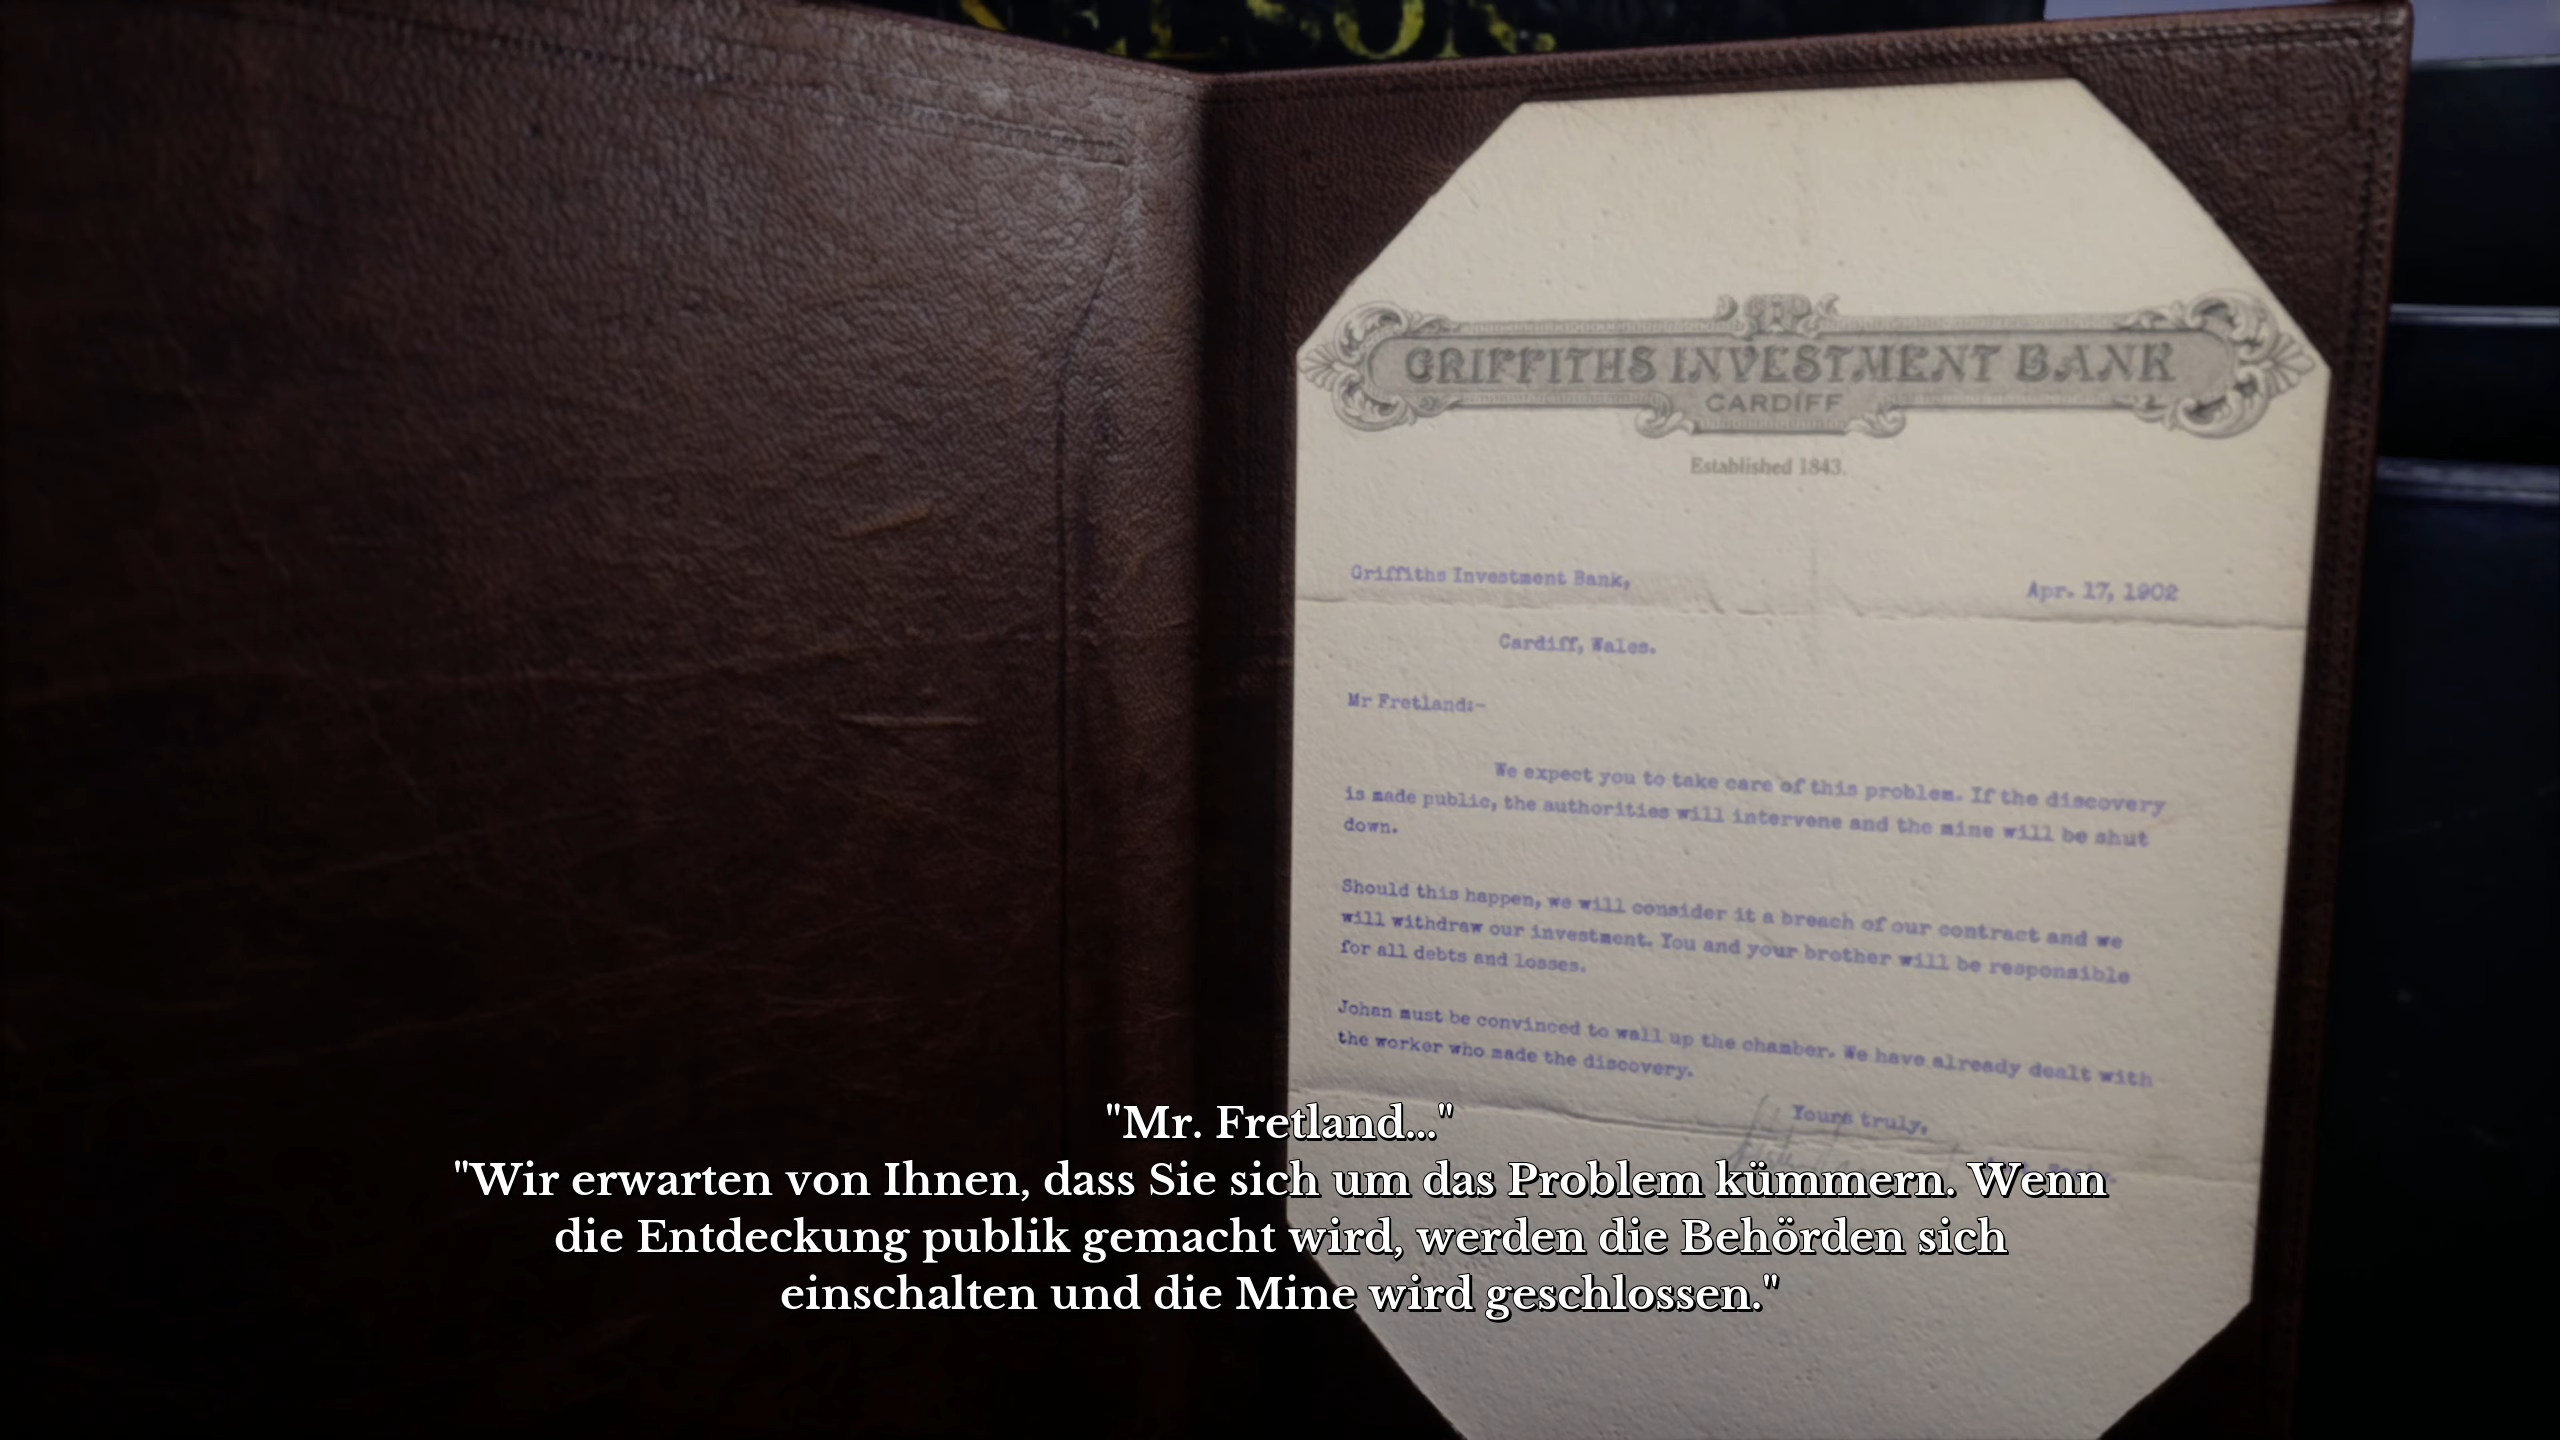 GRIFFITHS INVESTMENT BANK
CARDIFF
Established 1843.
Griffiths Investment Bank,
Apr. 17, 1902
Cardiff, Wales.
Mr Fretland:-
We expect you to take care of this problem. If the discovery
is made public, the authorities will intervene and the mine will be shut
down.
Should this happen, we will consider it a breach of our contract and we
will withdraw our investment. You and your brother will be responsible
for all debts and losses.
Johan must be convinced to wall up the chamber. We have already dealt with
the worker who made the discovery.
Yours truly,
"Mr. Fretland..."
"Wir erwarten von Ihnen, dass Sie sich um das Problem kümmern. Wenn
die Entdeckung publik gemacht wird, werden die Behörden sich
einschalten und die Mine wird geschlossen."